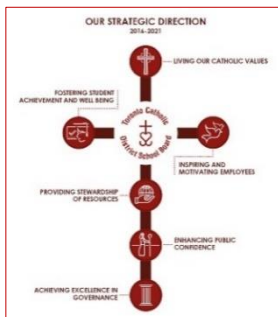 OUR STRATEGIC DIRECTION
2016-2021
LIVING OUR CATHOLIC VALUES
FOSTERING STUDENT
ACHIEVEMENT AND WELL BEING
Toronto Catholic
District School Board
INSPIRING AND
MOTIVATING EMPLOYEES
PROVIDING STEWARDSHIP
OF RESOURCES
ENHANCING PUBLIC
CONFIDENCE
ACHIEVING EXCELLENCE IN
GOVERNANCE